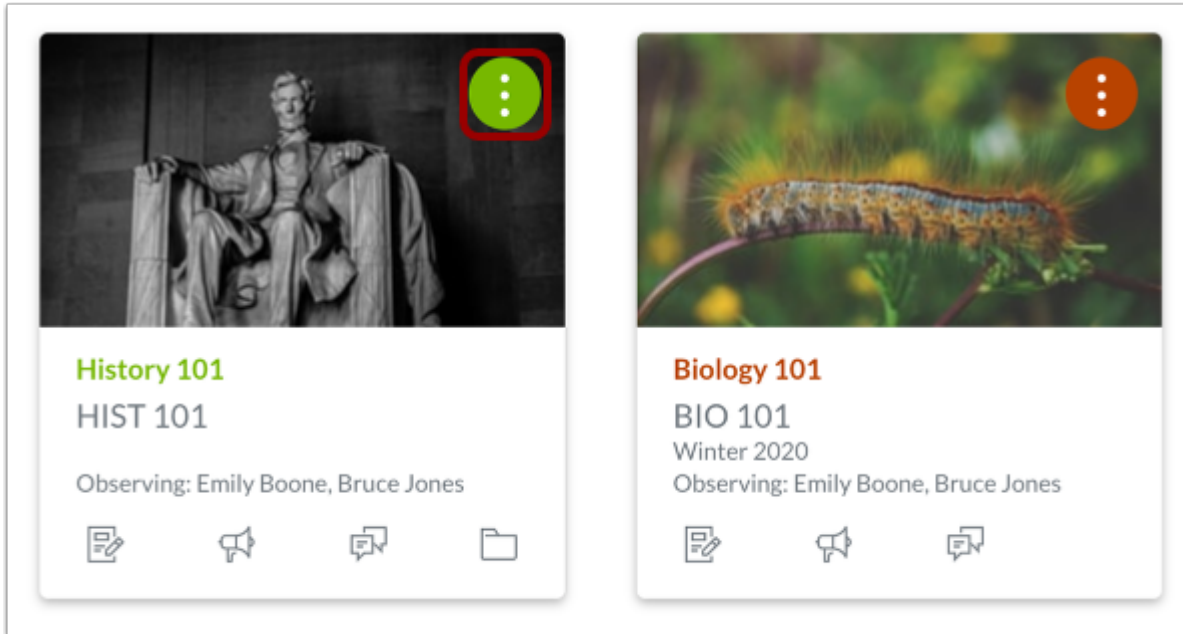 History 101
HIST 101
Observing: Emily Boone, Bruce Jones
Biology 101
BIO 101
Winter 2020
Observing: Emily Boone, Bruce Jones